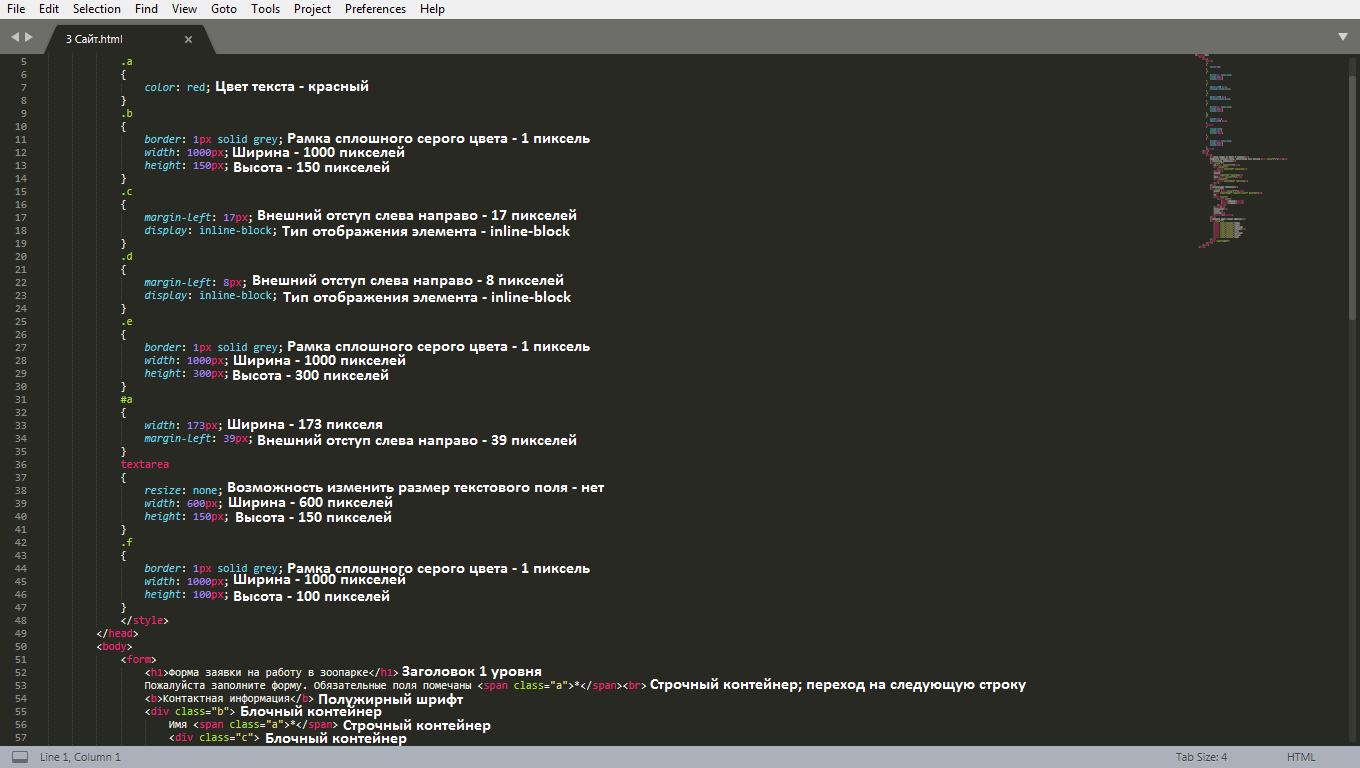 File Edit Selection Find View Goto Tools Project Preferences Help
3 Сайт.html ×
5 .a
6 {
7 color: red; Цвет текста - красный
8 }
9 .b
10 {
11 border: 1px solid grey; Рамка сплошного серого цвета - 1 пиксель
12 width: 1000px; Ширина - 1000 пикселей
13 height: 150px; Высота - 150 пикселей
14 }
15 .c
16 {
17 margin-left: 17px; Внешний отступ слева направо - 17 пикселей
18 display: inline-block; Тип отображения элемента - inline-block
19 }
20 .d
21 {
22 margin-left: 8px; Внешний отступ слева направо - 8 пикселей
23 display: inline-block; Тип отображения элемента - inline-block
24 }
25 .e
26 {
27 border: 1px solid grey; Рамка сплошного серого цвета - 1 пиксель
28 width: 1000px; Ширина - 1000 пикселей
29 height: 300px; Высота - 300 пикселей
30 }
31 #a
32 {
33 width: 173px; Ширина - 173 пикселя
34 margin-left: 39px; Внешний отступ слева направо - 39 пикселей
35 }
36 textarea
37 {
38 resize: none; Возможность изменить размер текстового поля - нет
39 width: 600px; Ширина - 600 пикселей
40 height: 150px; Высота - 150 пикселей
41 }
42 .f
43 {
44 border: 1px solid grey; Рамка сплошного серого цвета - 1 пиксель
45 width: 1000px; Ширина - 1000 пикселей
46 height: 100px; Высота - 100 пикселей
47 }
48 </style>
49 </head>
50 <body>
51 <form>
52 <h1>Форма заявки на работу в зоопарке</h1> Заголовок 1 уровня
53 Пожалуйста заполните форму. Обязательные поля помечаны <span class="a">*</span><br> Строчный контейнер; переход на следующую строку
54 <b>Контактная информация</b> Полужирный шрифт
55 <div class="b"> Блочный контейнер
56 Имя <span class="a">*</span> Строчный контейнер
57 <div class="c"> Блочный контейнер
Line 1, Column 1 Tab Size: 4 HTML